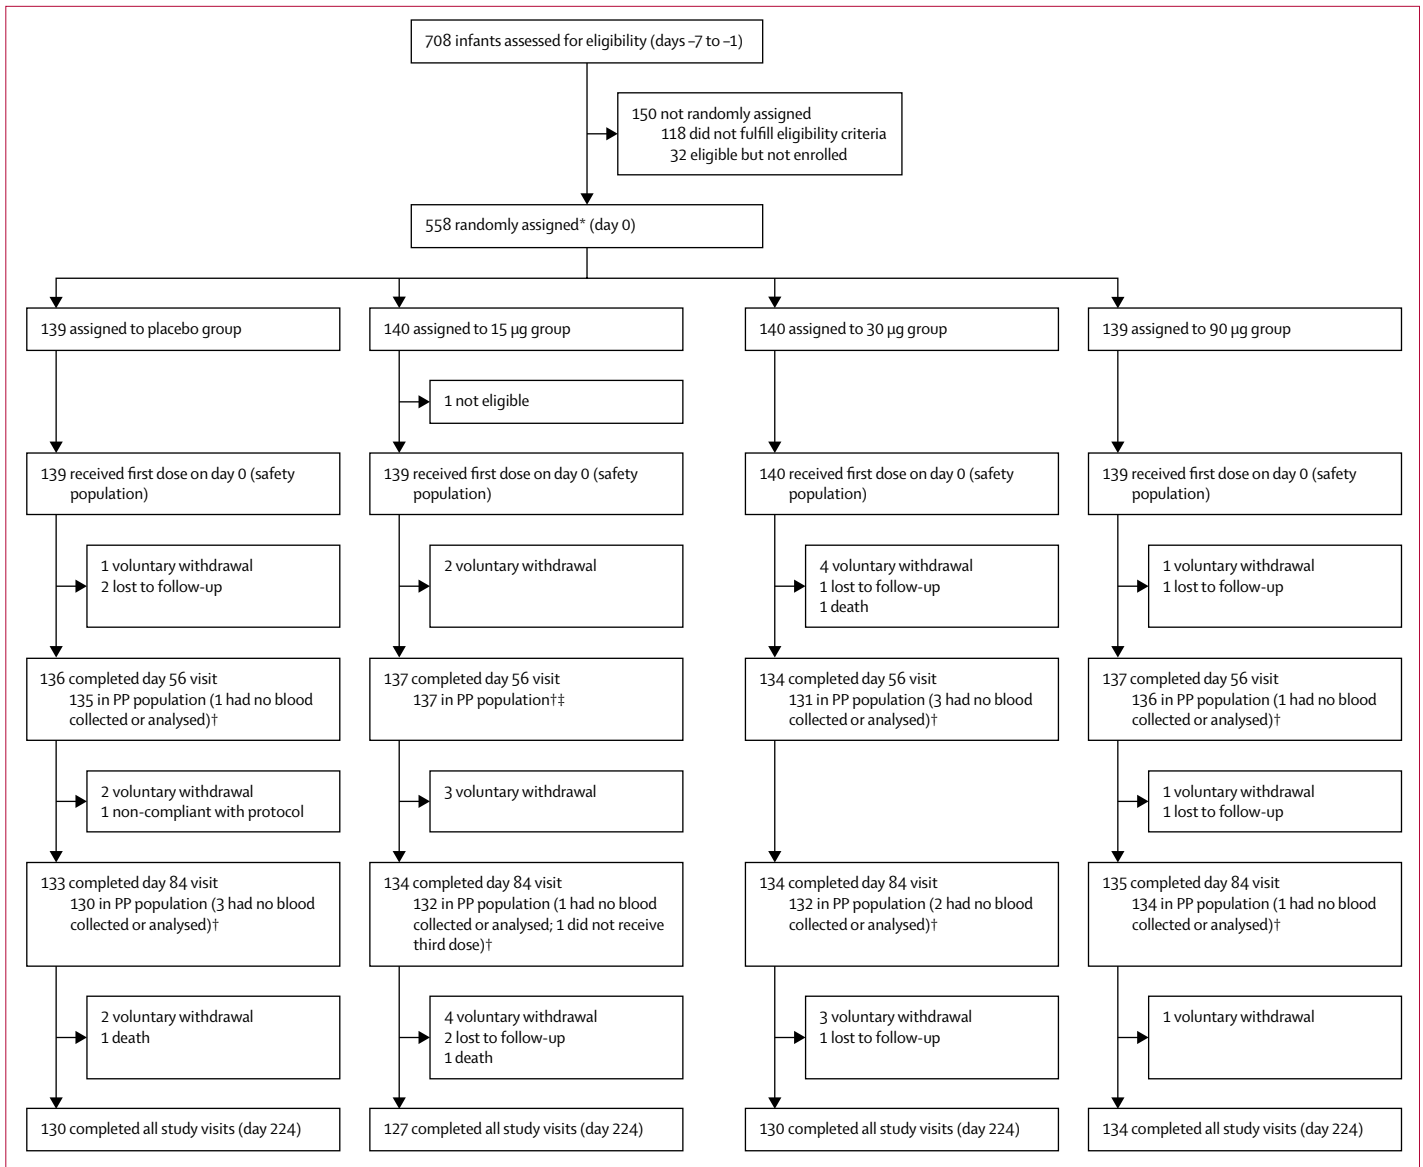 708 infants assessed for eligibility (days –7 to –1)
150 not randomly assigned
118 did not fulfill eligibility criteria
32 eligible but not enrolled
558 randomly assigned* (day 0)
139 assigned to placebo group
140 assigned to 15 µg group
140 assigned to 30 µg group
139 assigned to 90 µg group
1 not eligible
139 received first dose on day 0 (safety
population)
139 received first dose on day 0 (safety
population)
140 received first dose on day 0 (safety
population)
139 received first dose on day 0 (safety
population)
1 voluntary withdrawal
2 lost to follow-up
2 voluntary withdrawal
4 voluntary withdrawal
1 lost to follow-up
1 death
1 voluntary withdrawal
1 lost to follow-up
136 completed day 56 visit
135 in PP population (1 had no blood
collected or analysed)†
137 completed day 56 visit
137 in PP population†‡
134 completed day 56 visit
131 in PP population (3 had no blood
collected or analysed)†
137 completed day 56 visit
136 in PP population (1 had no blood
collected or analysed)†
2 voluntary withdrawal
1 non-compliant with protocol
3 voluntary withdrawal
1 voluntary withdrawal
1 lost to follow-up
133 completed day 84 visit
130 in PP population (3 had no blood
collected or analysed)†
134 completed day 84 visit
132 in PP population (1 had no blood
collected or analysed; 1 did not receive
third dose)†
134 completed day 84 visit
132 in PP population (2 had no blood
collected or analysed)†
135 completed day 84 visit
134 in PP population (1 had no blood
collected or analysed)†
2 voluntary withdrawal
1 death
4 voluntary withdrawal
2 lost to follow-up
1 death
3 voluntary withdrawal
1 lost to follow-up
1 voluntary withdrawal
130 completed all study visits (day 224)
127 completed all study visits (day 224)
130 completed all study visits (day 224)
134 completed all study visits (day 224)